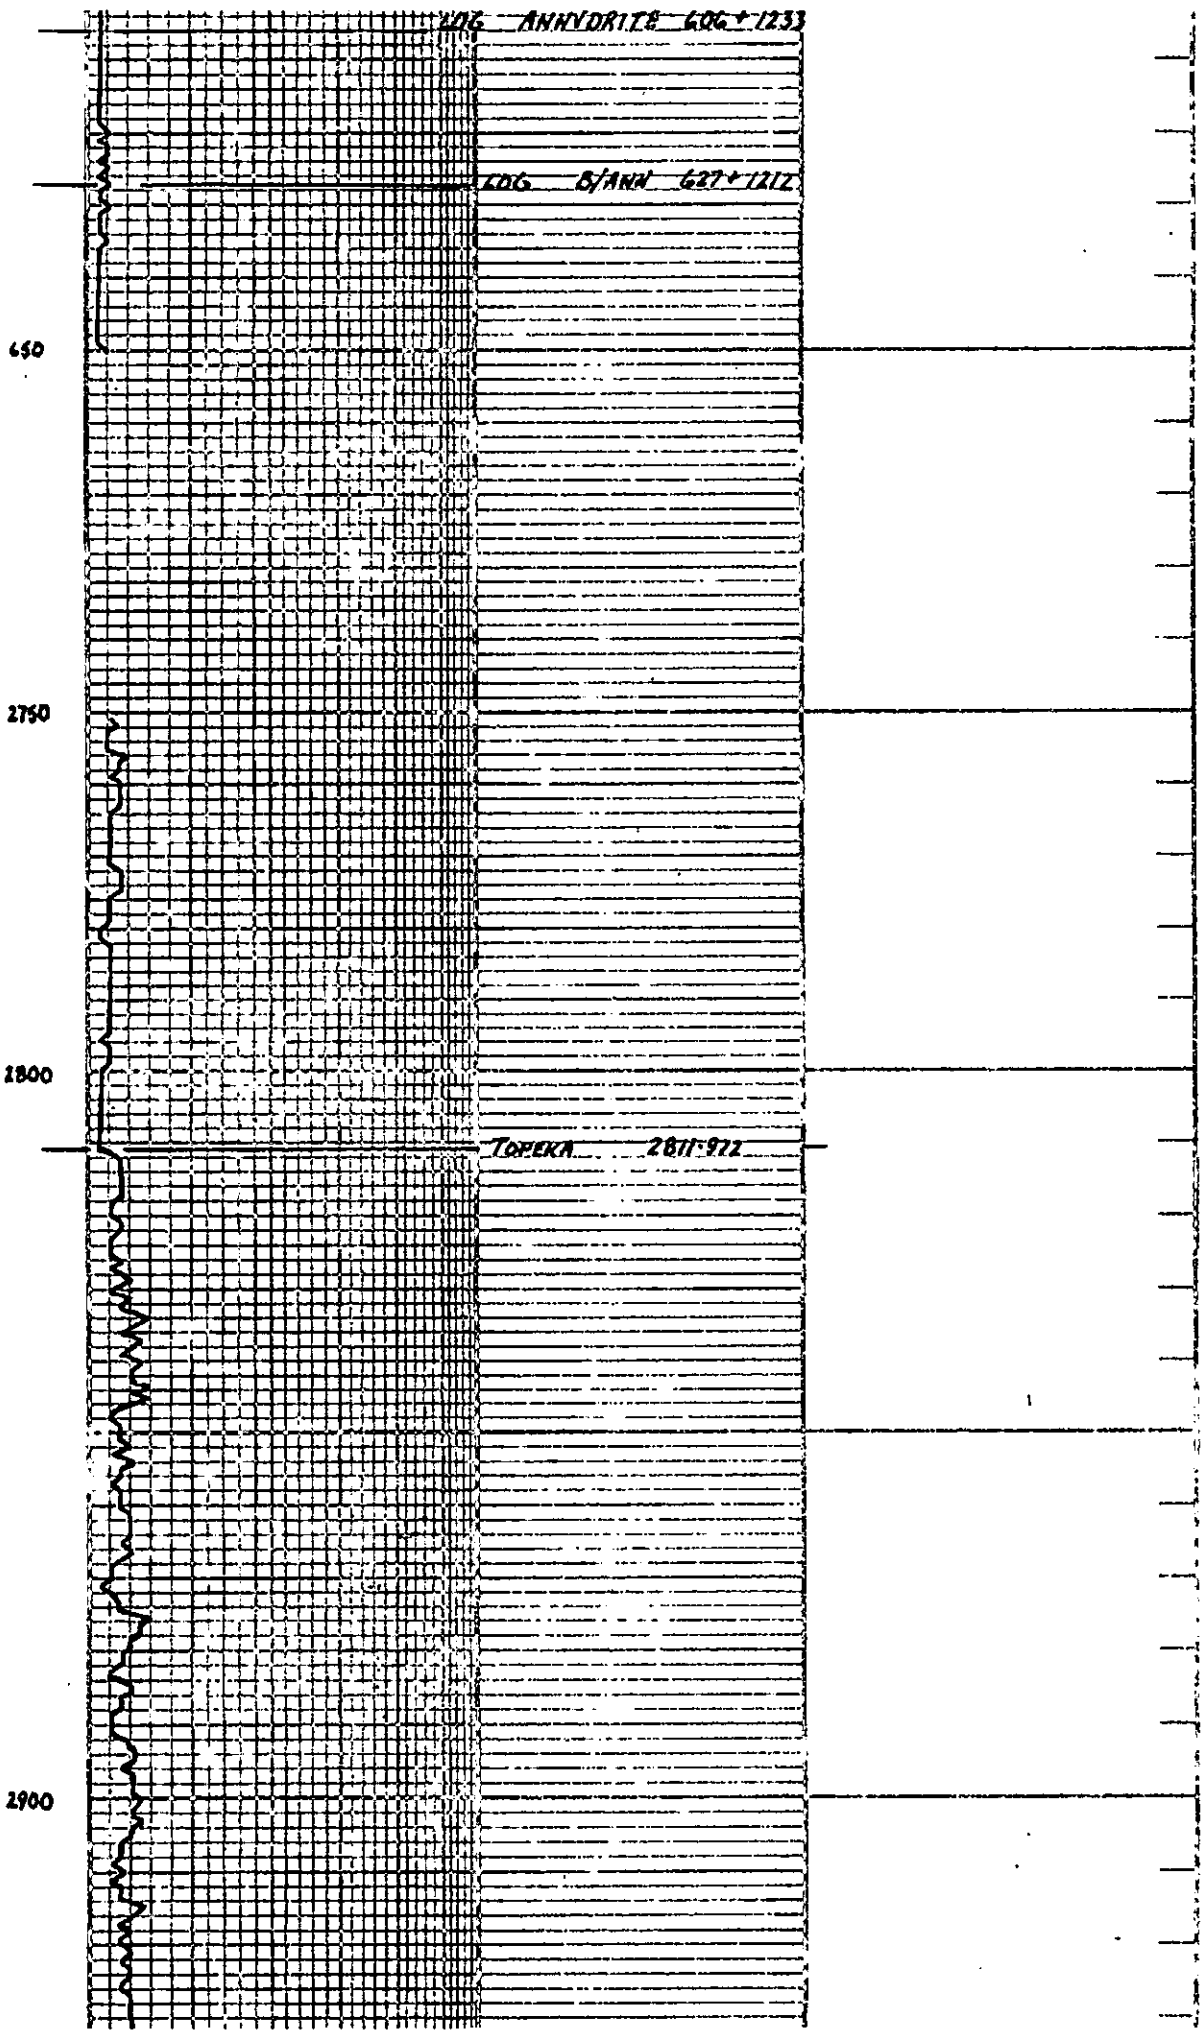 LOG ANHYDRITE 606 + 1233
LOG B/ANH 627 + 1212
650
2750
2800
TOPEKA 2811-972
2900